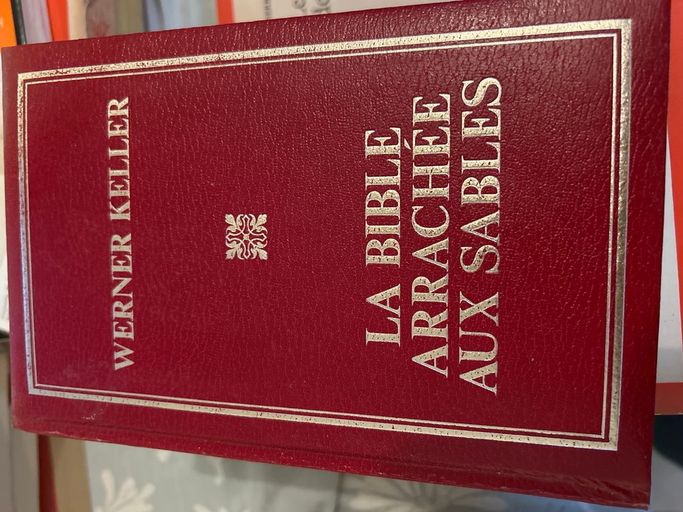 WERNER KELLER
LA BIBLE
ARRACHÉE
AUX SABLES